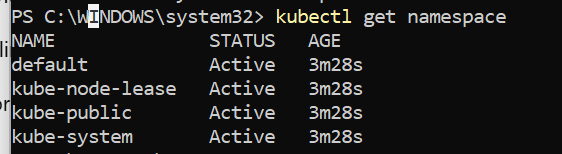 PS C:\WINDOWS\system32> kubectl get namespace
NAME STATUS AGE
default Active 3m28s
kube-node-lease Active 3m28s
kube-public Active 3m28s
kube-system Active 3m28s